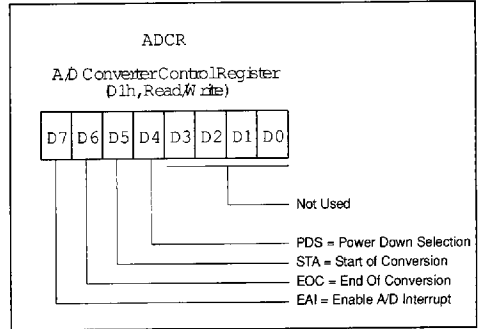 ADCR
A/D Converter Control Register
(D1h, Read/Write)
D7 D6 D5 D4 D3 D2 D1 D0
Not Used
PDS = Power Down Selection
STA = Start of Conversion
EOC = End Of Conversion
EAI = Enable A/D Interrupt